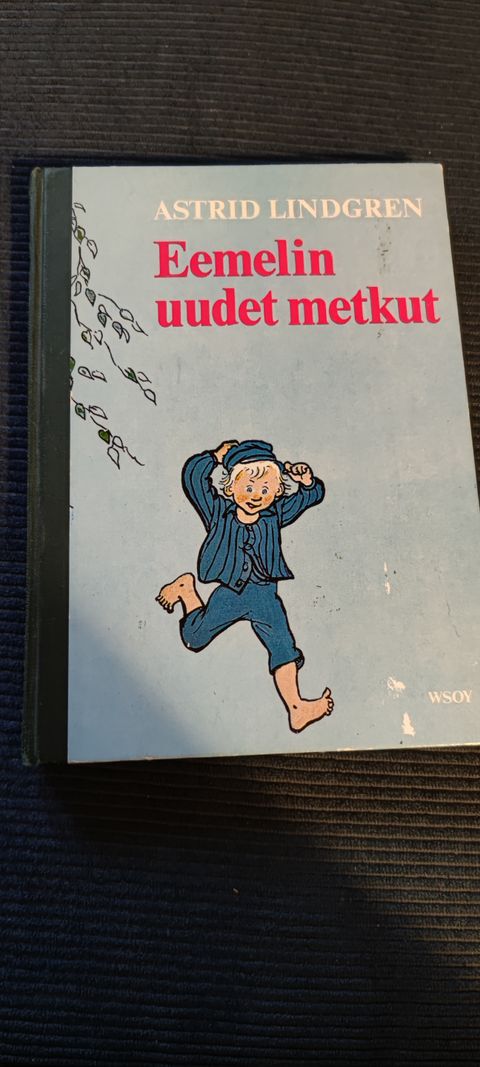 ASTRID LINDGREN
Eemelin
uudet metkut
WSOY